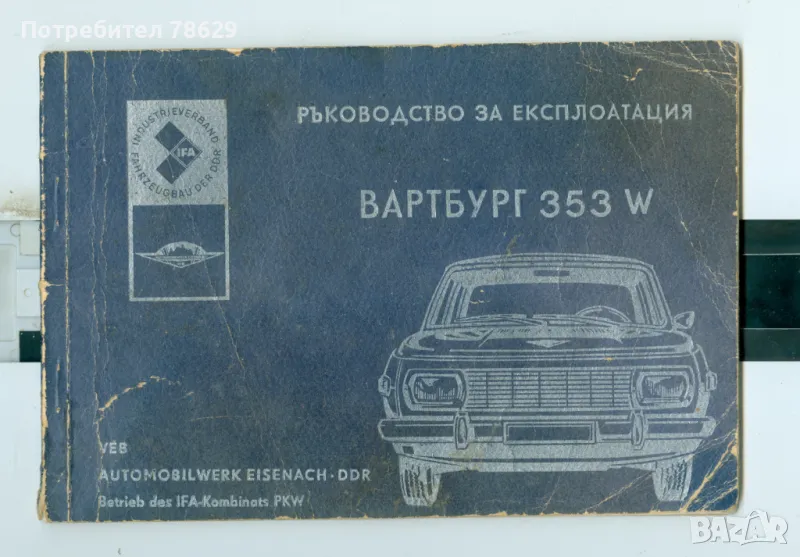 Потребител 78629
РЪКОВОДСТВО ЗА ЕКСПЛОАТАЦИЯ
INDUSTRIEVERBAND
FAHRZEUGBAU DER DDR
IFA
ВАРТБУРГ 353 W
VEB
AUTOMOBILWERK EISENACH · DDR
Betrieb des IFA-Kombinats PKW
BAZAR